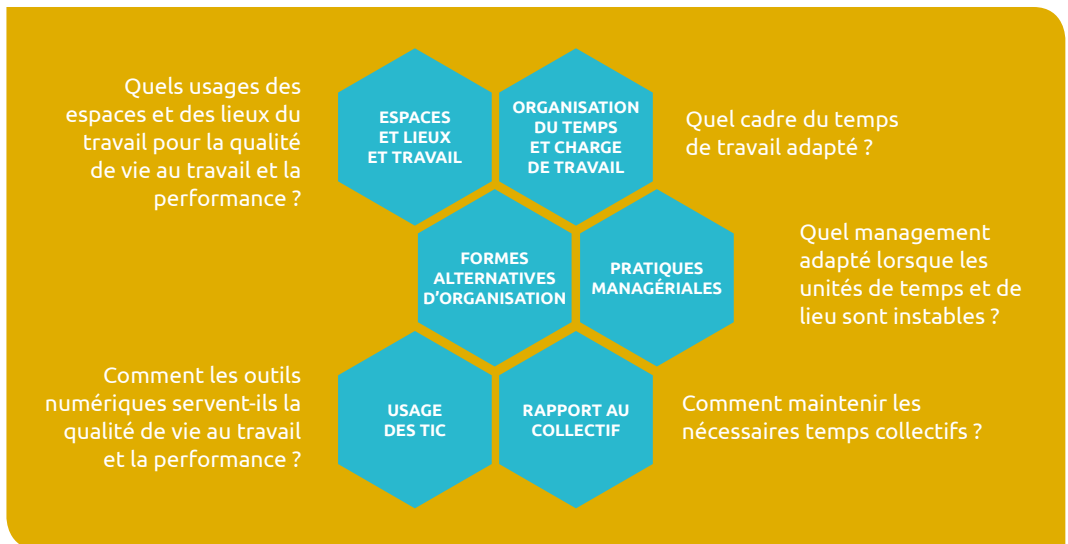 Quels usages des
espaces et des lieux du
travail pour la qualité
de vie au travail et la
performance ?
ESPACES
ET LIEUX
ET TRAVAIL
ORGANISATION
DU TEMPS
ET CHARGE
DE TRAVAIL
Quel cadre du temps
de travail adapté ?
FORMES
ALTERNATIVES
D'ORGANISATION
PRATIQUES
MANAGÉRIALES
Quel management
adapté lorsque les
unités de temps et de
lieu sont instables ?
Comment les outils
numériques servent-ils la
qualité de vie au travail
et la performance ?
USAGE
DES TIC
RAPPORT AU
COLLECTIF
Comment maintenir les
nécessaires temps collectifs ?